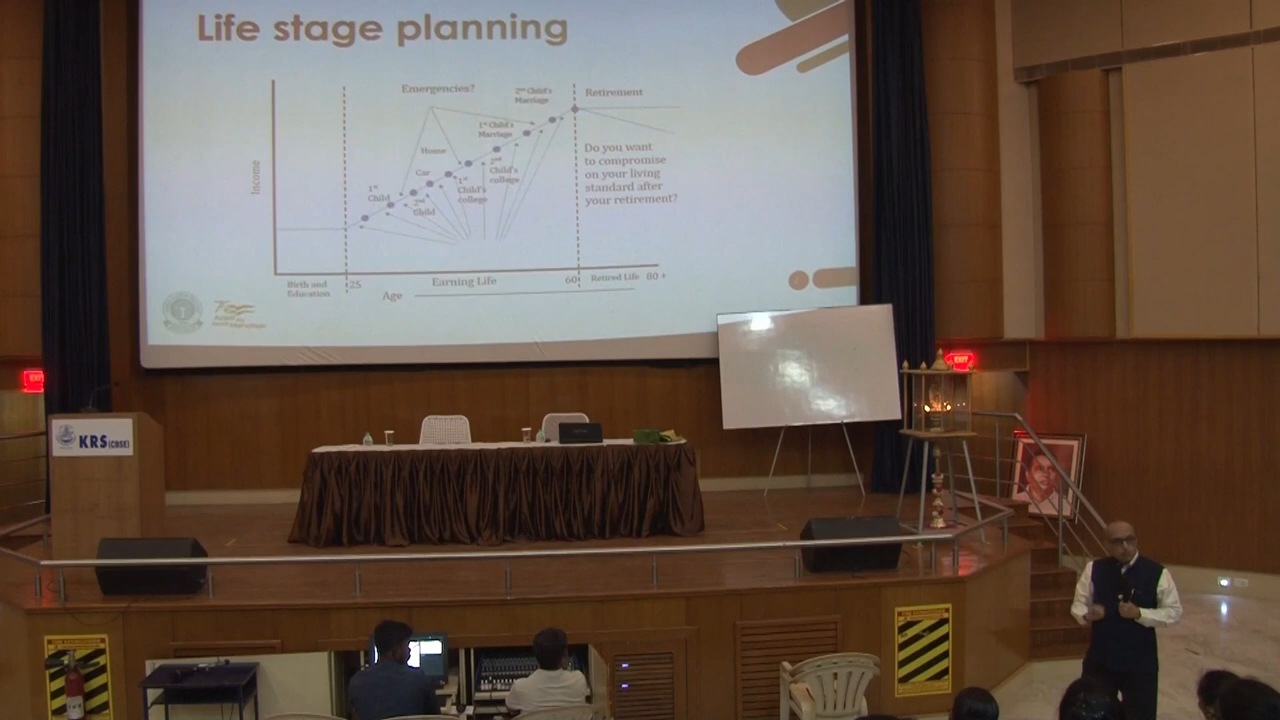 Life stage planning
Emergencies?
2nd Child's
Marriage
Retirement
1st Child's
Marriage
Home
2nd
Child's
college
Car
1st
Child's
college
1st
Child
2nd
Child
Do you want
to compromise
on your living
standard after
your retirement?
Income
Birth and
Education
25
Earning Life
60
Retired Life
80 +
Age
KRS (CBSE)
EXIT
EXIT